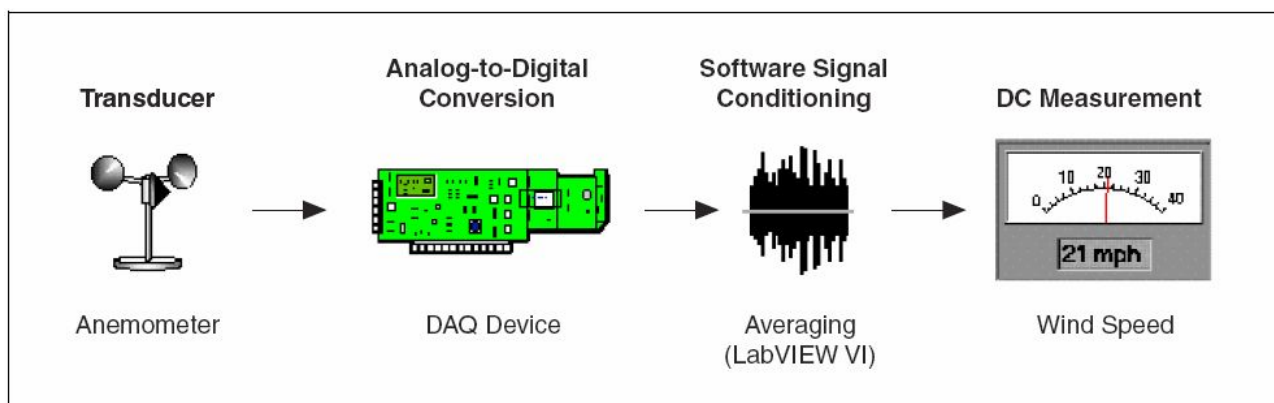 Transducer
Analog-to-Digital
Conversion
Software Signal
Conditioning
DC Measurement
0 10 20 30 40
21 mph
Anemometer
DAQ Device
Averaging
(LabVIEW VI)
Wind Speed